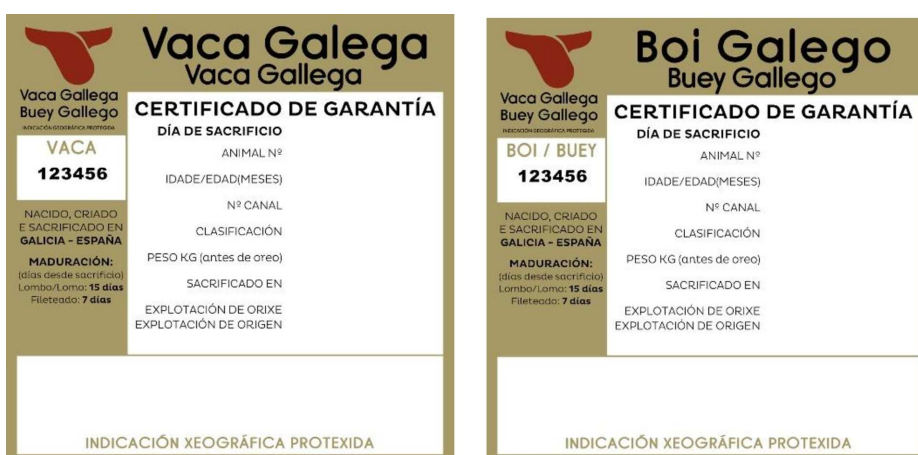 Vaca Galega
Vaca Gallega
Vaca Gallega
Buey Gallego
INDICACIÓN XEOGRÁFICA PROTEXIDA
CERTIFICADO DE GARANTÍA
DÍA DE SACRIFICIO
VACA
123456
ANIMAL Nº
IDADE/EDAD(MESES)
Nº CANAL
CLASIFICACIÓN
PESO KG (antes de oreo)
SACRIFICADO EN
EXPLOTACIÓN DE ORIXE
EXPLOTACIÓN DE ORIGEN
NACIDO, CRIADO
E SACRIFICADO EN
GALICIA - ESPAÑA
MADURACIÓN:
(días desde sacrificio)
Lombo/Lomo: 15 días
Fileteado: 7 días
INDICACIÓN XEOGRÁFICA PROTEXIDA
Boi Galego
Buey Gallego
Vaca Gallega
Buey Gallego
INDICACIÓN XEOGRÁFICA PROTEXIDA
CERTIFICADO DE GARANTÍA
DÍA DE SACRIFICIO
BOI / BUEY
123456
ANIMAL Nº
IDADE/EDAD(MESES)
Nº CANAL
CLASIFICACIÓN
PESO KG (antes de oreo)
SACRIFICADO EN
EXPLOTACIÓN DE ORIXE
EXPLOTACIÓN DE ORIGEN
NACIDO, CRIADO
E SACRIFICADO EN
GALICIA - ESPAÑA
MADURACIÓN:
(días desde sacrificio)
Lombo/Lomo: 15 días
Fileteado: 7 días
INDICACIÓN XEOGRÁFICA PROTEXIDA